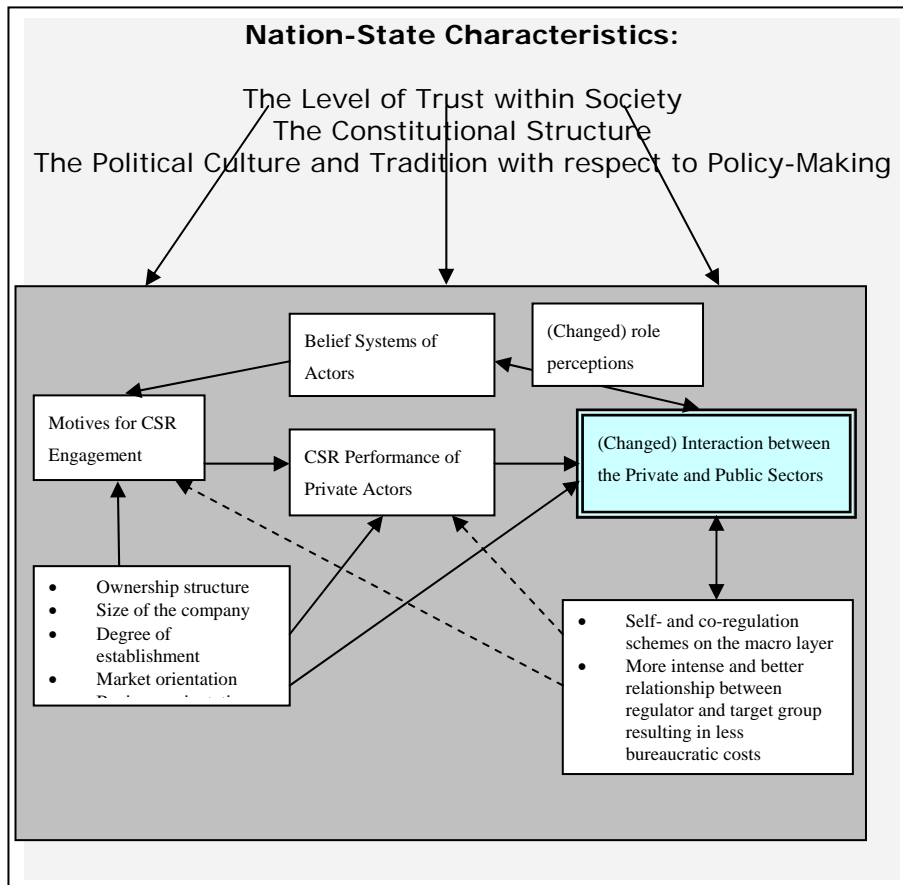 Nation-State Characteristics:
The Level of Trust within Society
The Constitutional Structure
The Political Culture and Tradition with respect to Policy-Making
Belief Systems of
Actors
(Changed) role
perceptions
Motives for CSR
Engagement
CSR Performance of
Private Actors
(Changed) Interaction between
the Private and Public Sectors
• Ownership structure
• Size of the company
• Degree of
establishment
• Market orientation
• Self- and co-regulation
schemes on the macro layer
• More intense and better
relationship between
regulator and target group
resulting in less
bureaucratic costs